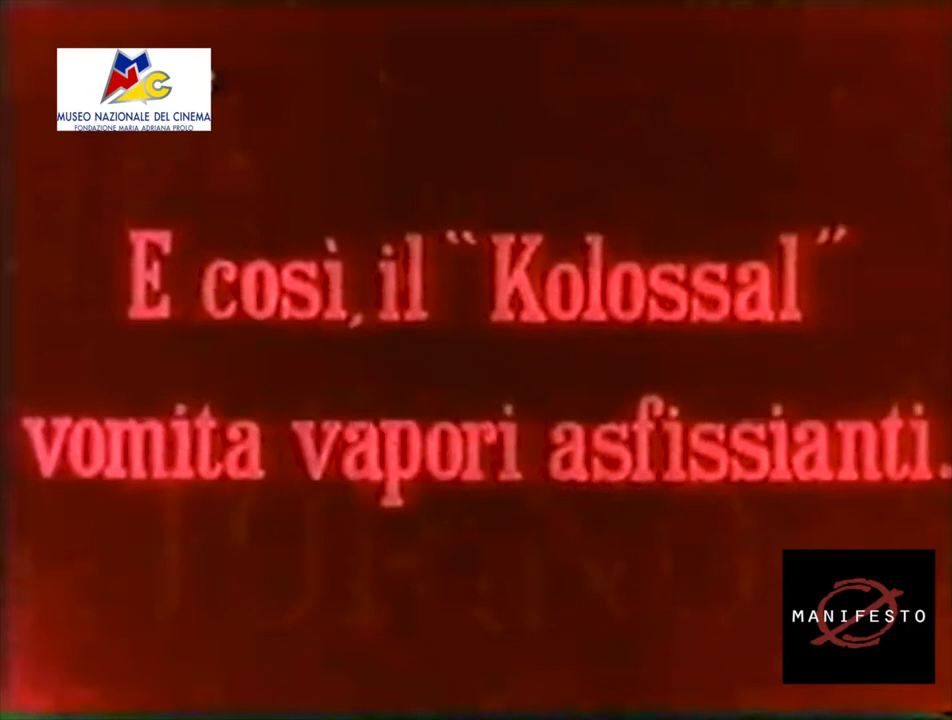 MUSEO NAZIONALE DEL CINEMA
FONDAZIONE MARIA ADRIANA PROLO
E così, il "Kolossal"
vomita vapori asfissianti.
MANIFESTO